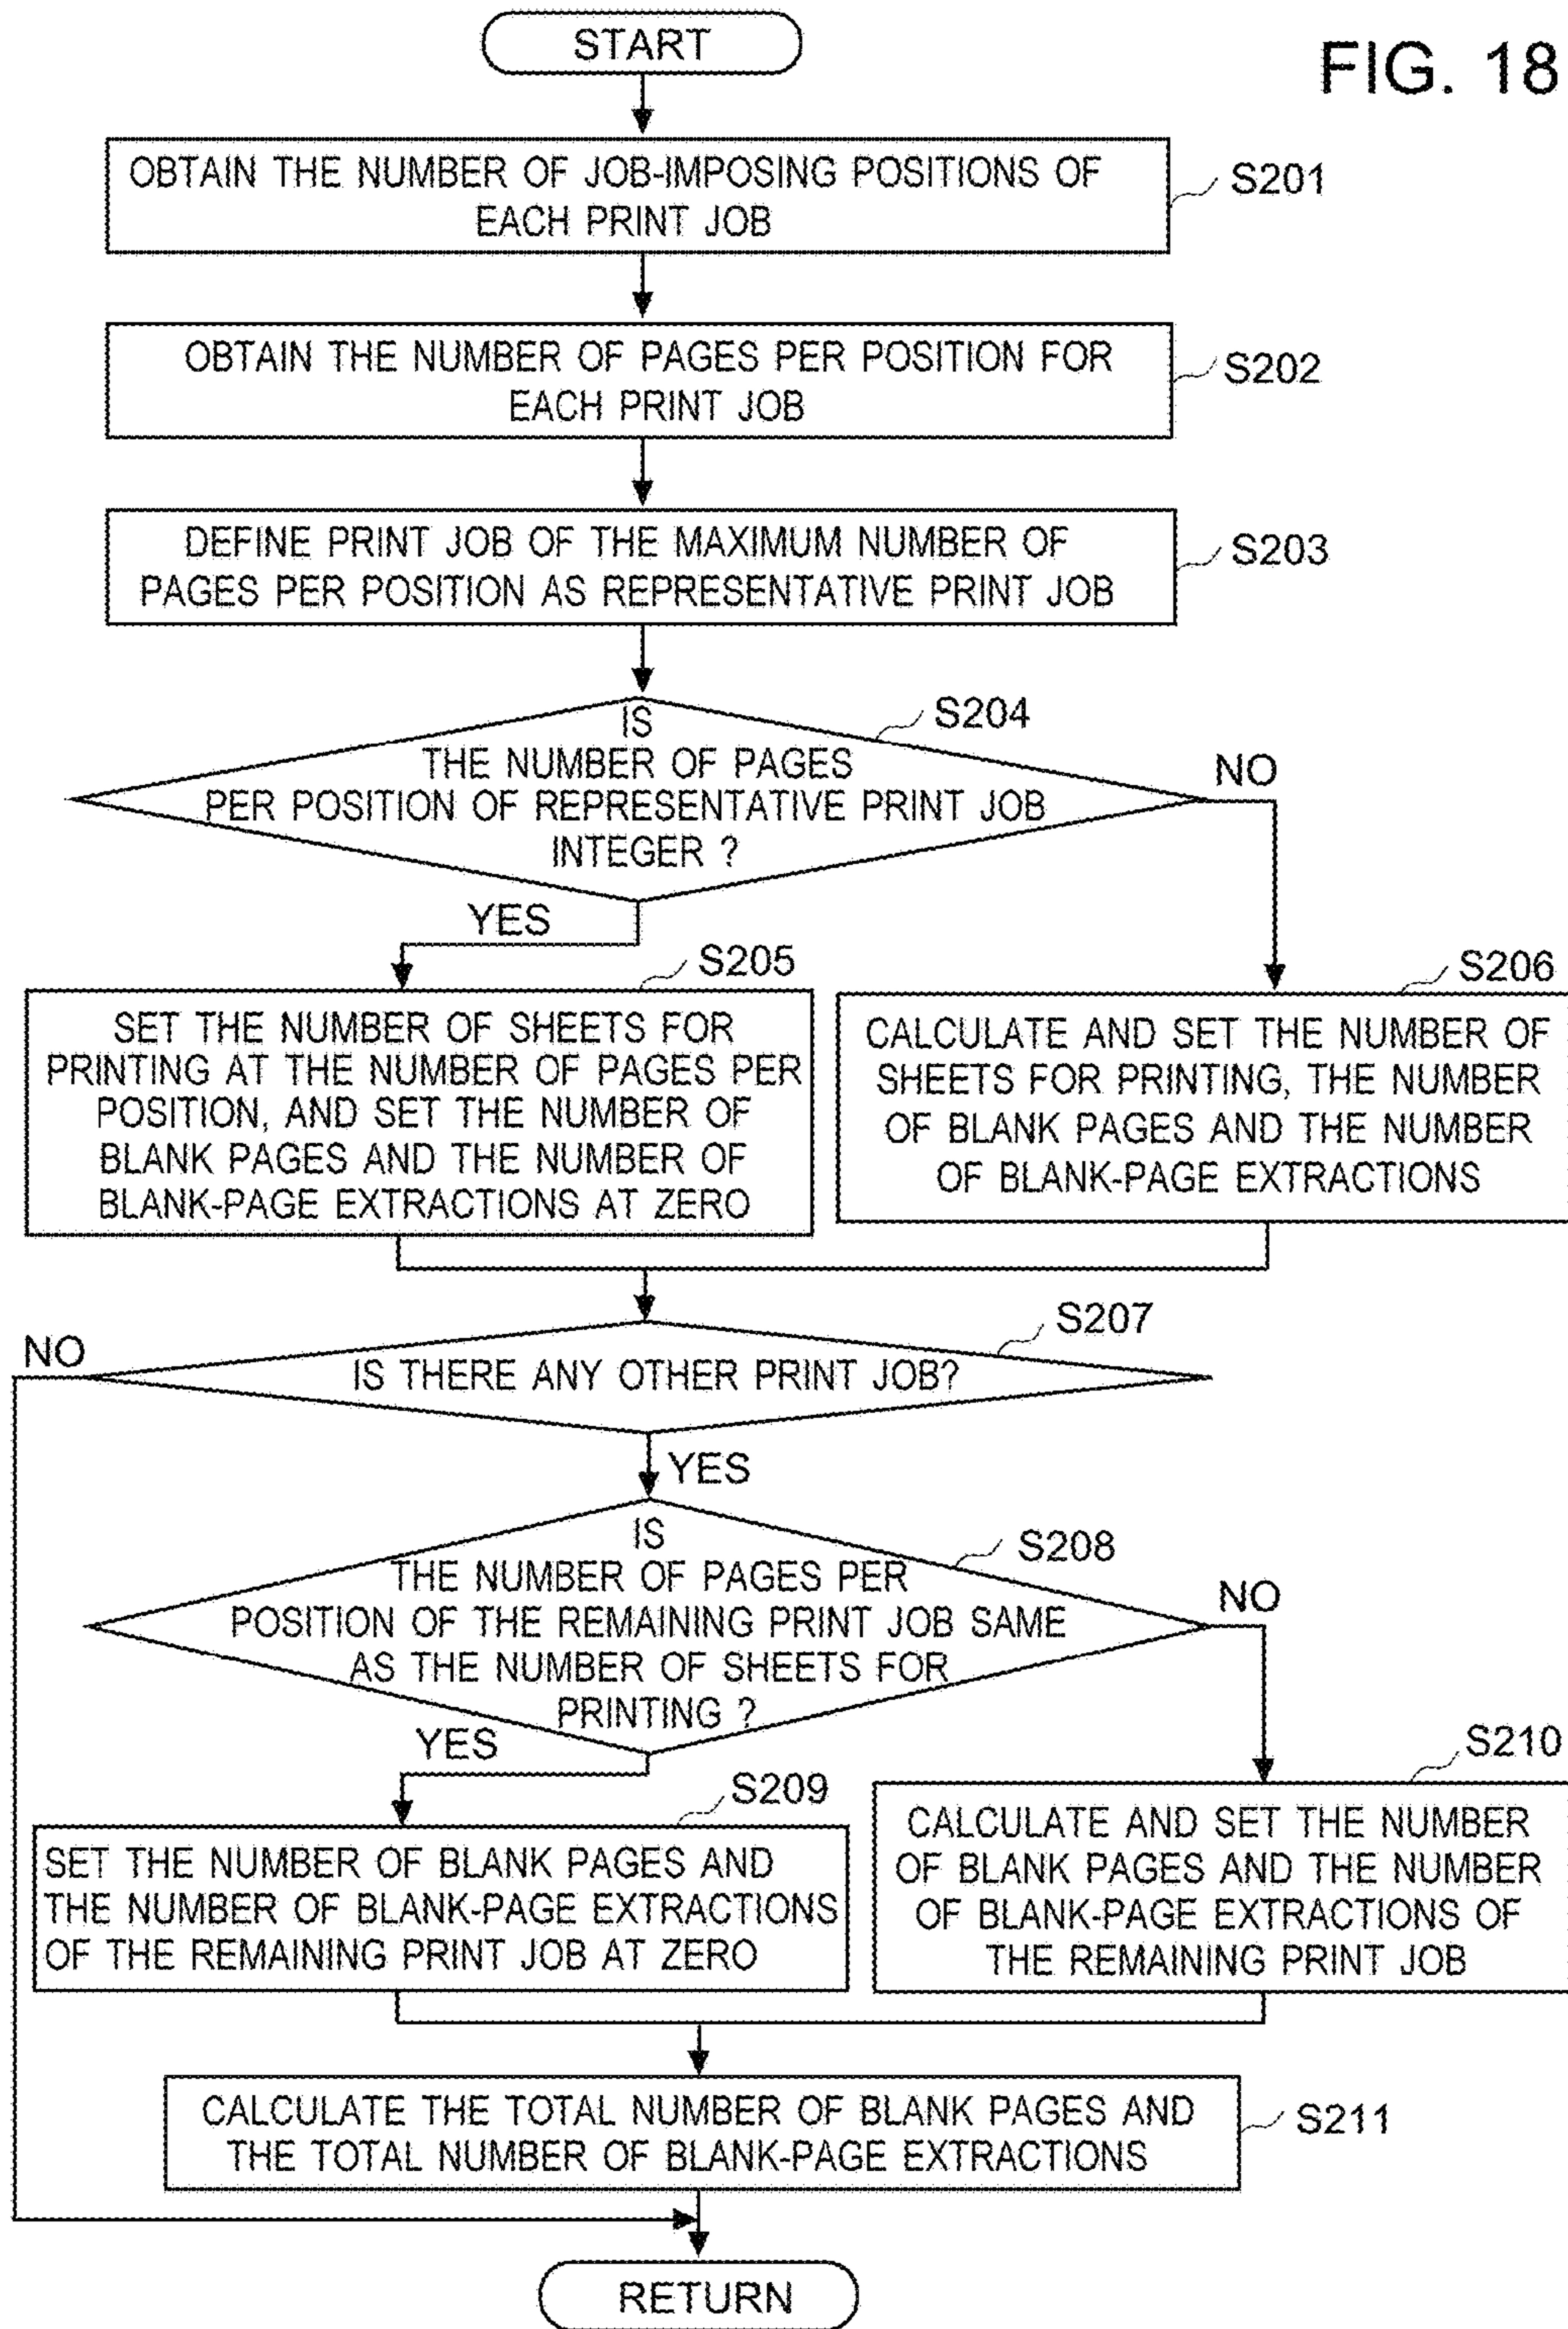 START
FIG. 18
OBTAIN THE NUMBER OF JOB-IMPOSING POSITIONS OF
EACH PRINT JOB
S201
OBTAIN THE NUMBER OF PAGES PER POSITION FOR
EACH PRINT JOB
S202
DEFINE PRINT JOB OF THE MAXIMUM NUMBER OF
PAGES PER POSITION AS REPRESENTATIVE PRINT JOB
S203
S204
IS
THE NUMBER OF PAGES
PER POSITION OF REPRESENTATIVE PRINT JOB
INTEGER ?
NO
YES
S205
SET THE NUMBER OF SHEETS FOR
PRINTING AT THE NUMBER OF PAGES PER
POSITION, AND SET THE NUMBER OF
BLANK PAGES AND THE NUMBER OF
BLANK-PAGE EXTRACTIONS AT ZERO
S206
CALCULATE AND SET THE NUMBER OF
SHEETS FOR PRINTING, THE NUMBER
OF BLANK PAGES AND THE NUMBER
OF BLANK-PAGE EXTRACTIONS
S207
NO
IS THERE ANY OTHER PRINT JOB?
YES
S208
IS
THE NUMBER OF PAGES PER
POSITION OF THE REMAINING PRINT JOB SAME
AS THE NUMBER OF SHEETS FOR
PRINTING ?
NO
YES
S209
SET THE NUMBER OF BLANK PAGES AND
THE NUMBER OF BLANK-PAGE EXTRACTIONS
OF THE REMAINING PRINT JOB AT ZERO
S210
CALCULATE AND SET THE NUMBER
OF BLANK PAGES AND THE NUMBER
OF BLANK-PAGE EXTRACTIONS OF
THE REMAINING PRINT JOB
CALCULATE THE TOTAL NUMBER OF BLANK PAGES AND
THE TOTAL NUMBER OF BLANK-PAGE EXTRACTIONS
S211
RETURN